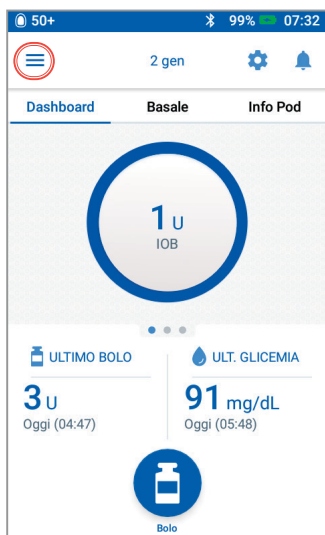 50+ 99% 07:32
2 gen
Dashboard Basale Info Pod
1 U
IOB
ULTIMO BOLO ULT. GLICEMIA
3 U 91 mg/dL
Oggi (04:47) Oggi (05:48)
Bolo